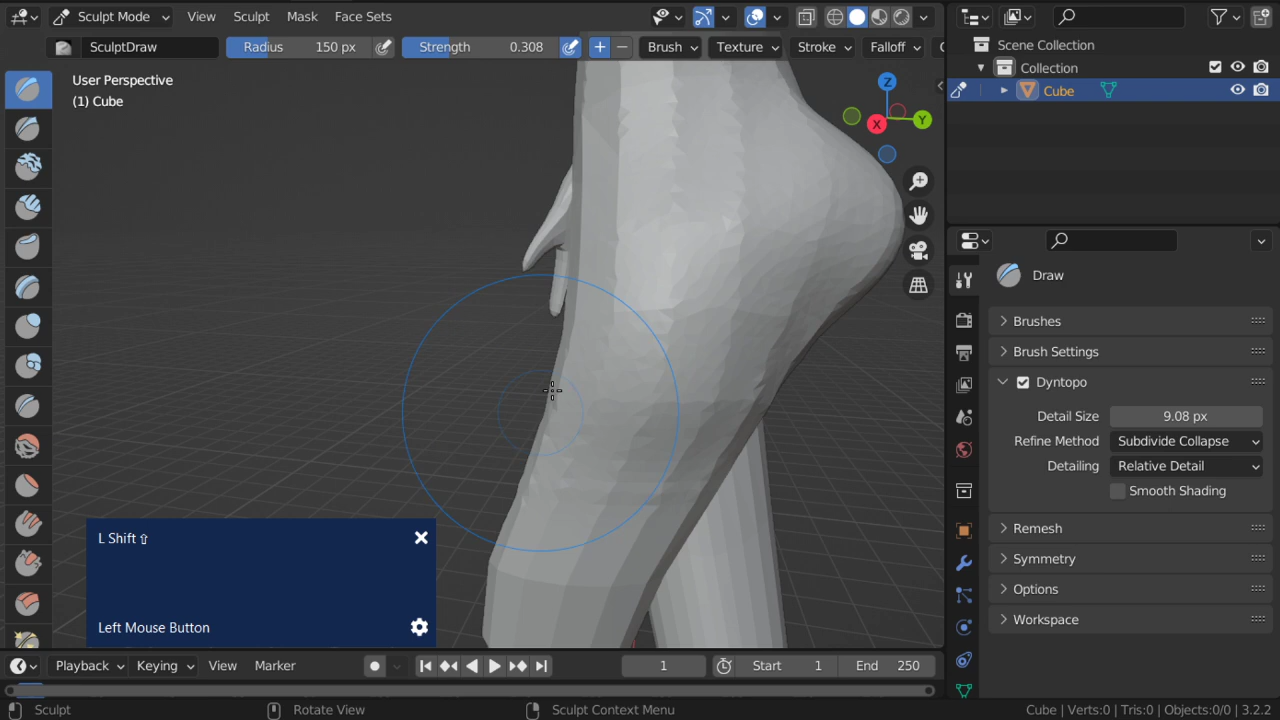 Sculpt Mode View Sculpt Mask Face Sets
SculptDraw Radius 150 px Strength 0.308 + − Brush Texture Stroke Falloff
User Perspective
(1) Cube
Z
Y
X
Scene Collection
Collection
Cube
Draw
Brushes
Brush Settings
Dyntopo
Detail Size 9.08 px
Refine Method Subdivide Collapse
Detailing Relative Detail
Smooth Shading
Remesh
Symmetry
Options
Workspace
L Shift ⇧
Left Mouse Button
Playback Keying View Marker 1 Start 1 End 250
Sculpt Rotate View Sculpt Context Menu Cube | Verts:0 | Tris:0 | Objects:0/0 | 3.2.2